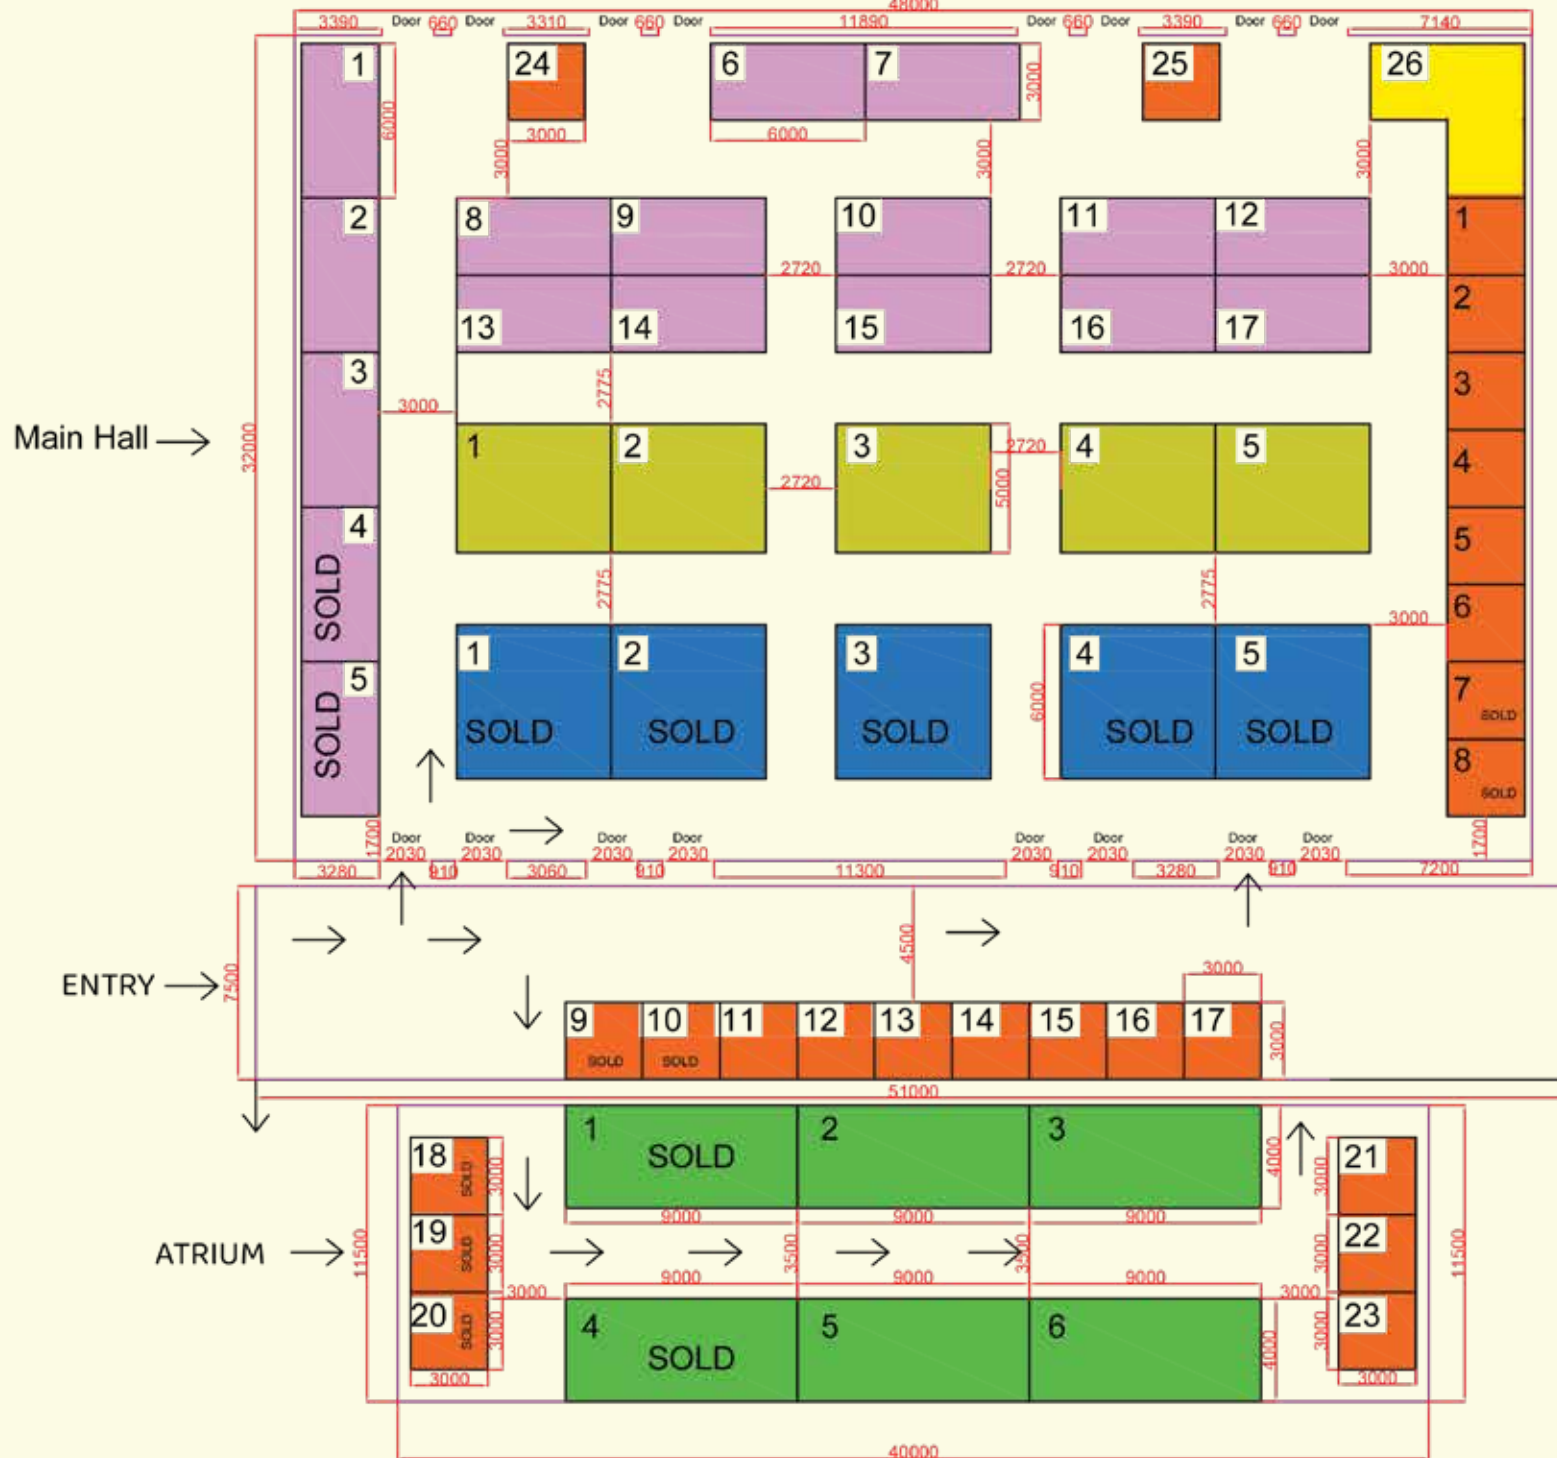 48000
3390 Door 660 Door 3310 Door 660 Door 11890 Door 660 Door 3390 Door 660 Door 7140
1 24 6 7 25 26
6000 3000
3000 6000
3000 3000 3000
2 8 9 10 11 12 1
2720 2720 3000
13 14 15 16 17 2
3 2775 3
3000
Main Hall 32000
1 2 3 2720 4 5 4
2720 5000
4 SOLD 5
2775 2775
6 3000
5 SOLD 1 2 3 4 5 7 SOLD
6000
SOLD SOLD SOLD SOLD SOLD
8 SOLD
1700 Door Door Door Door Door Door Door Door 1700
2030 2030 2030 2030 2030 2030 2030 2030
3280 910 3060 910 11300 910 3280 910 7200
4500
ENTRY 7500 3000
9 10 11 12 13 14 15 16 17
3000
SOLD SOLD
51000
1 SOLD 2 3
4000
18 SOLD 3000 3000 21
9000 9000 9000
19 SOLD 3000 3000 22
ATRIUM 11500 3500 3500 11500
9000 9000 9000
3000 3000
20 SOLD 3000 3000 23
4 SOLD 5 6
4000
3000 3000
40000